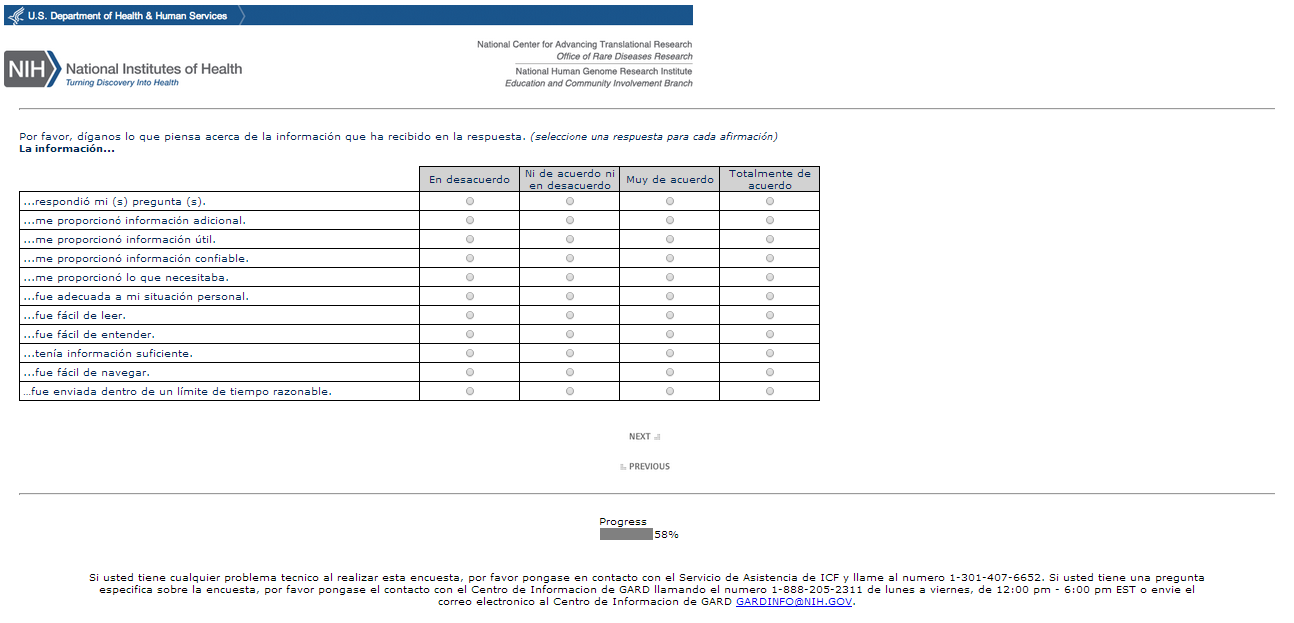 U.S. Department of Health & Human Services
NIH
National Institutes of Health
Turning Discovery Into Health
National Center for Advancing Translational Research
Office of Rare Diseases Research
National Human Genome Research Institute
Education and Community Involvement Branch
Por favor, díganos lo que piensa acerca de la información que ha recibido en la respuesta. (seleccione una respuesta para cada afirmación)
La información...
En desacuerdo
Ni de acuerdo ni
en desacuerdo
Muy de acuerdo
Totalmente de
acuerdo
...respondió mi (s) pregunta (s).
...me proporcionó información adicional.
...me proporcionó información útil.
...me proporcionó información confiable.
...me proporcionó lo que necesitaba.
...fue adecuada a mi situación personal.
...fue fácil de leer.
...fue fácil de entender.
...tenía información suficiente.
...fue fácil de navegar.
...fue enviada dentro de un límite de tiempo razonable.
NEXT
PREVIOUS
Progress
58%
Si usted tiene cualquier problema tecnico al realizar esta encuesta, por favor pongase en contacto con el Servicio de Asistencia de ICF y llame al numero 1-301-407-6652. Si usted tiene una pregunta
especifica sobre la encuesta, por favor pongase el contacto con el Centro de Informacion de GARD llamando el numero 1-888-205-2311 de lunes a viernes, de 12:00 pm - 6:00 pm EST o envie el
correo electronico al Centro de Informacion de GARD GARDINFO@NIH.GOV.